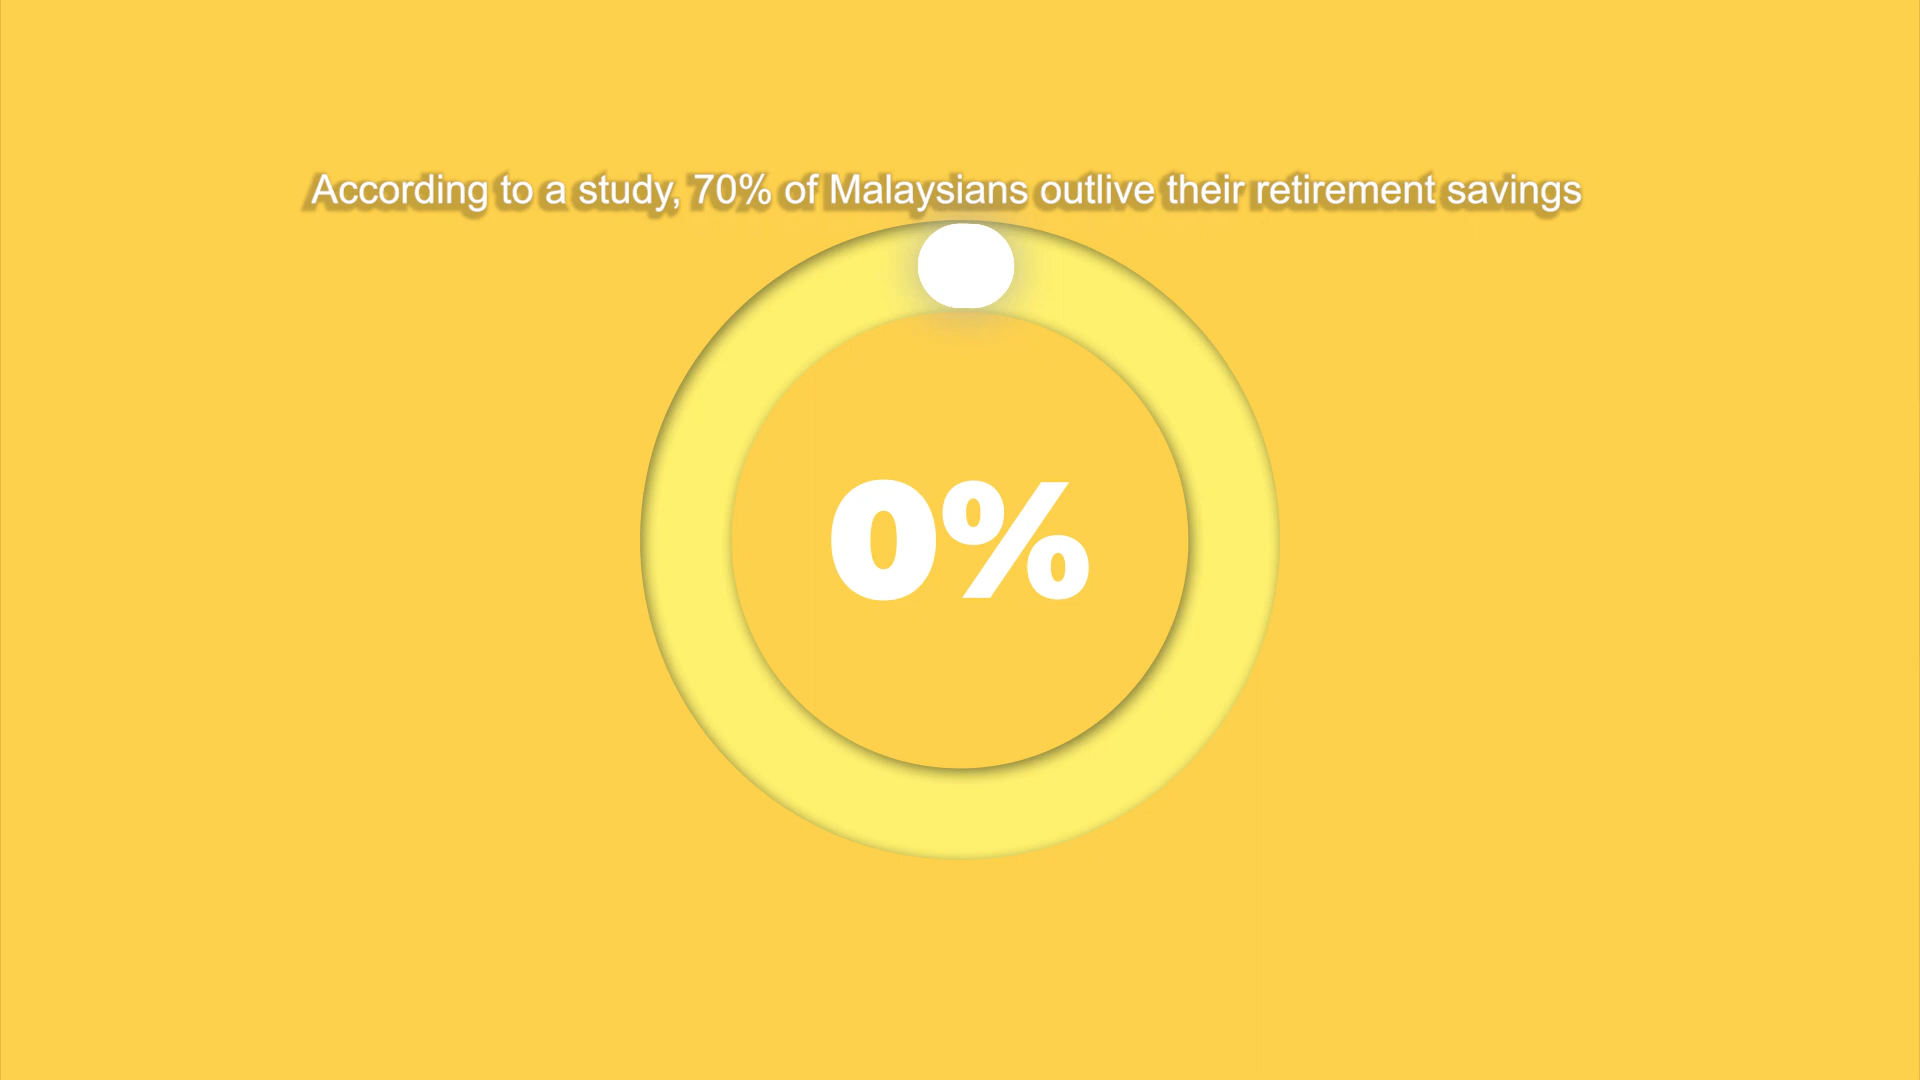 According to a study, 70% of Malaysians outlive their retirement savings
0%